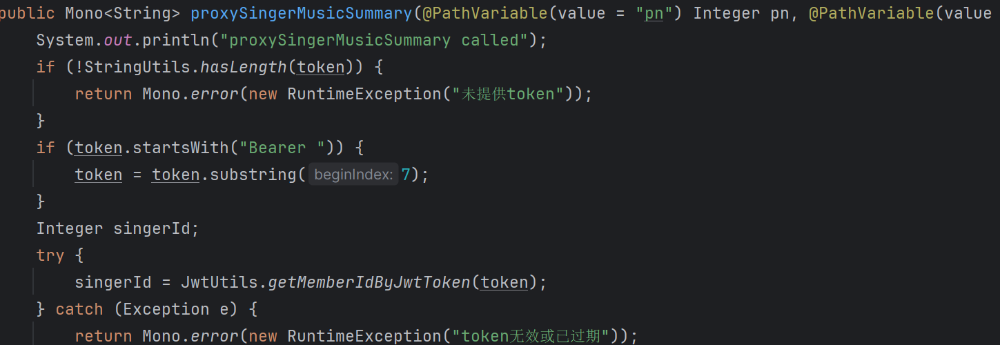 public Mono<String> proxySingerMusicSummary(@PathVariable(value = "pn") Integer pn, @PathVariable(value
System.out.println("proxySingerMusicSummary called");
if (!StringUtils.hasLength(token)) {
return Mono.error(new RuntimeException("未提供token"));
}
if (token.startsWith("Bearer ")) {
token = token.substring( beginIndex: 7);
}
Integer singerId;
try {
singerId = JwtUtils.getMemberIdByJwtToken(token);
} catch (Exception e) {
return Mono.error(new RuntimeException("token无效或已过期"));